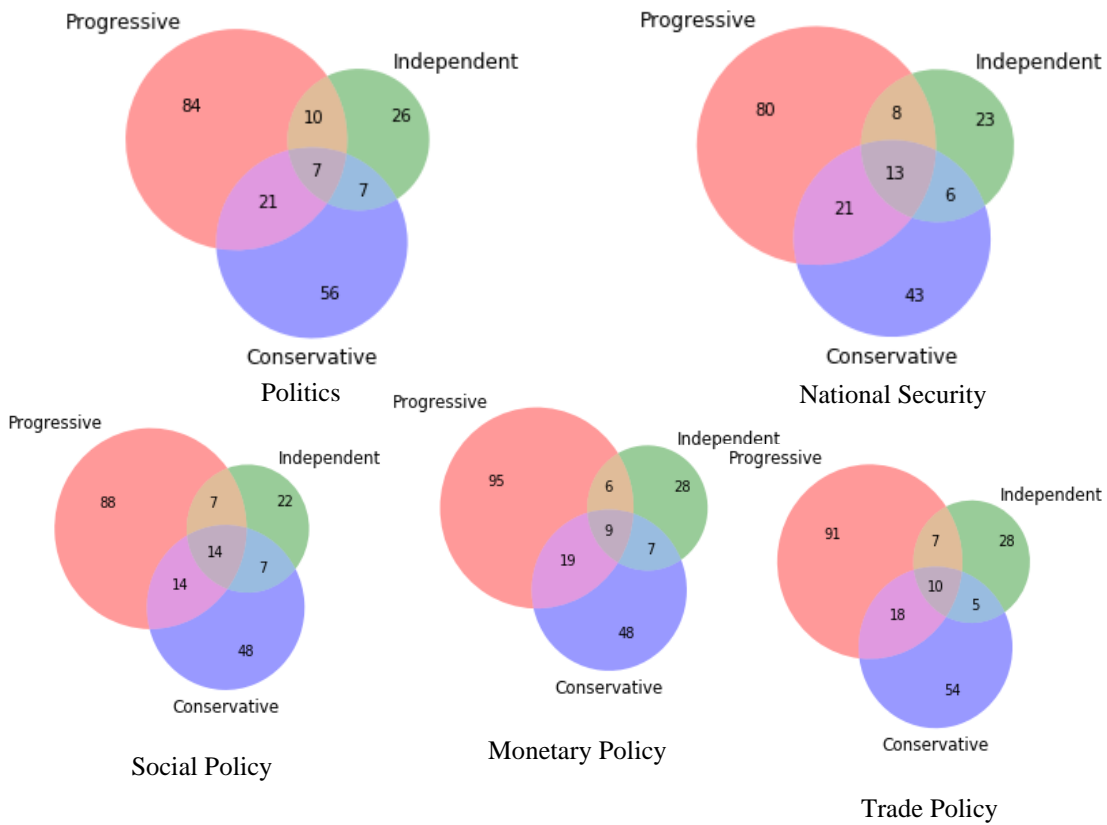 Progressive
Independent
84
10
26
7
7
21
56
Conservative
Politics
Progressive
Independent
80
8
23
13
6
21
43
Conservative
National Security
Progressive
Independent
88
7
22
14
7
14
48
Conservative
Social Policy
Progressive
Independent
95
6
28
9
7
19
48
Conservative
Monetary Policy
Progressive
Independent
91
7
28
10
5
18
54
Conservative
Trade Policy